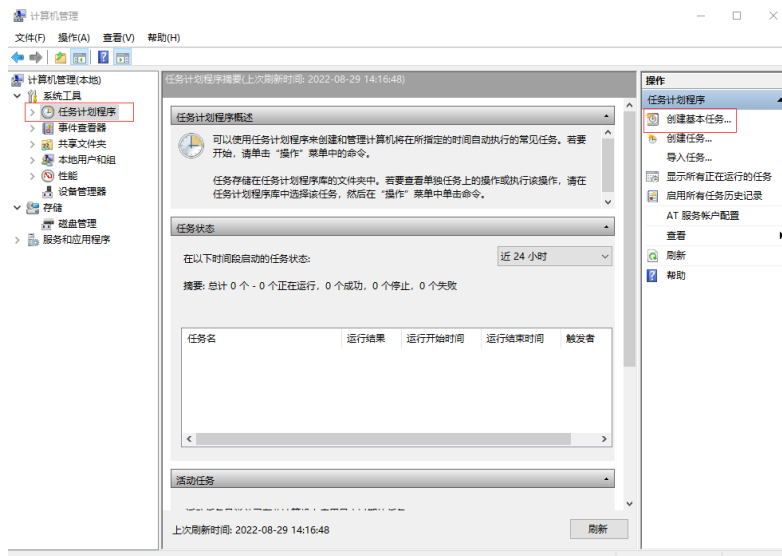 计算机管理
文件(F) 操作(A) 查看(V) 帮助(H)
计算机管理(本地)
系统工具
任务计划程序
事件查看器
共享文件夹
本地用户和组
性能
设备管理器
存储
磁盘管理
服务和应用程序
任务计划程序摘要(上次刷新时间: 2022-08-29 14:16:48)
任务计划程序概述
可以使用任务计划程序来创建和管理计算机将在所指定的时间自动执行的常见任务。若要
开始，请单击“操作”菜单中的命令。
任务存储在任务计划程序库的文件夹中。若要查看单独任务上的操作或执行该操作，请在
任务计划程序库中选择该任务，然后在“操作”菜单中单击命令。
任务状态
在以下时间段启动的任务状态:
近 24 小时
摘要: 总计 0 个 - 0 个正在运行，0 个成功，0 个停止，0 个失败
任务名 运行结果 运行开始时间 运行结束时间 触发者
活动任务
上次刷新时间: 2022-08-29 14:16:48
刷新
操作
任务计划程序
创建基本任务...
创建任务...
导入任务...
显示所有正在运行的任务
启用所有任务历史记录
AT 服务帐户配置
查看
刷新
帮助